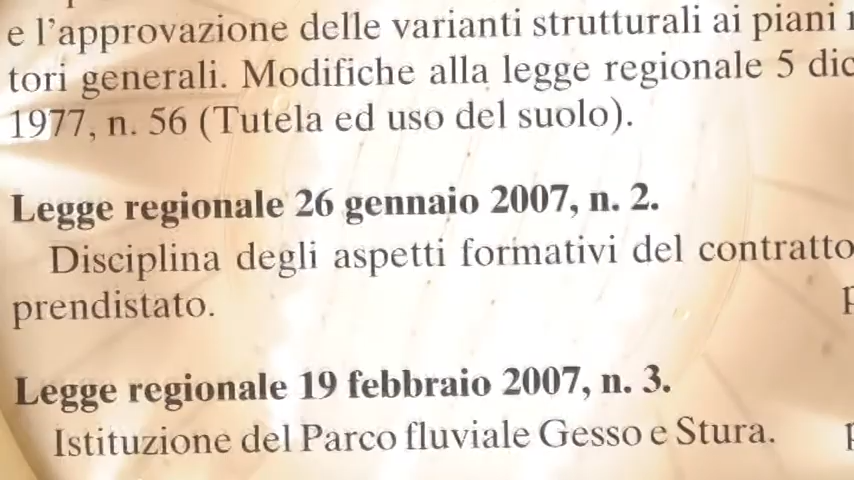 e l'approvazione delle varianti strutturali ai piani
tori generali. Modifiche alla legge regionale 5 dic
1977, n. 56 (Tutela ed uso del suolo).
Legge regionale 26 gennaio 2007, n. 2.
Disciplina degli aspetti formativi del contratto
prendistato.
Legge regionale 19 febbraio 2007, n. 3.
Istituzione del Parco fluviale Gesso e Stura.